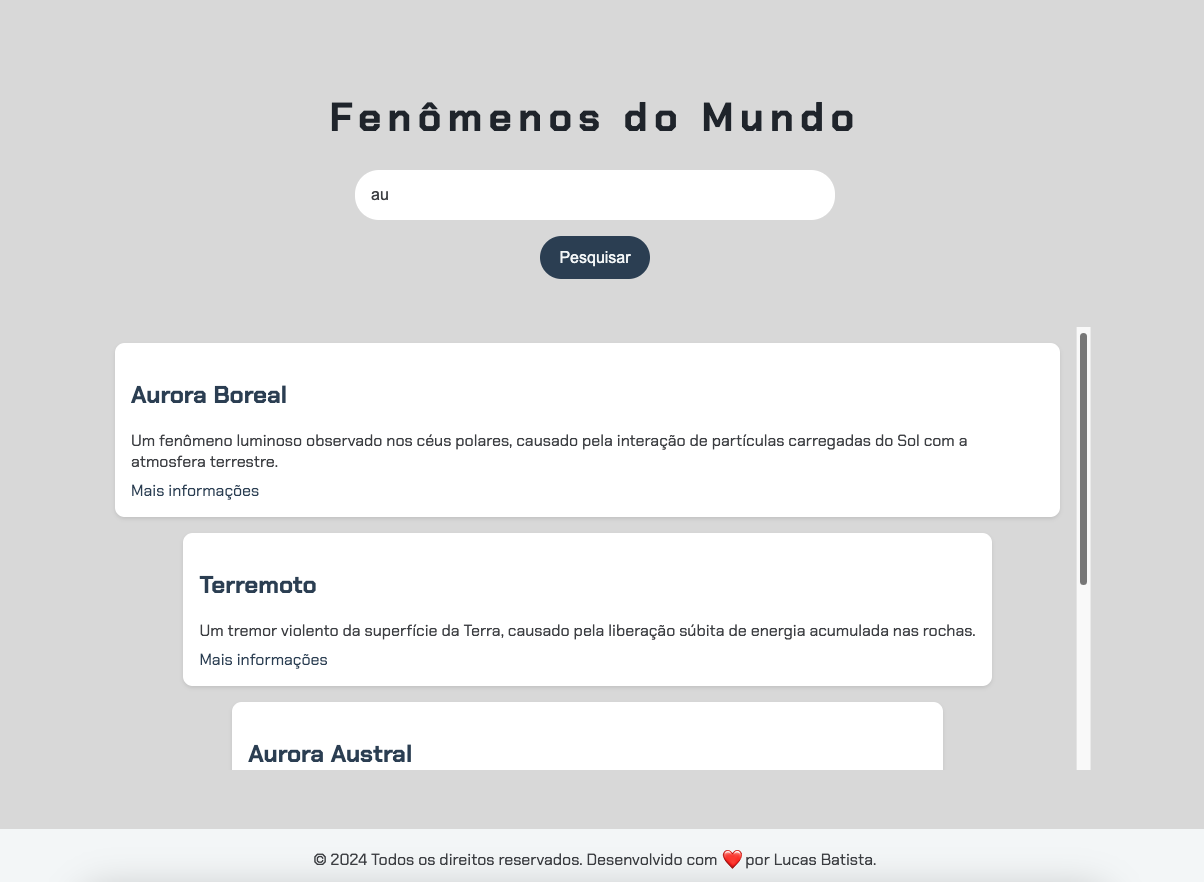 Fenômenos do Mundo
au
Pesquisar
Aurora Boreal
Um fenômeno luminoso observado nos céus polares, causado pela interação de partículas carregadas do Sol com a
atmosfera terrestre.
Mais informações
Terremoto
Um tremor violento da superfície da Terra, causado pela liberação súbita de energia acumulada nas rochas.
Mais informações
Aurora Austral
© 2024 Todos os direitos reservados. Desenvolvido com ❤️ por Lucas Batista.